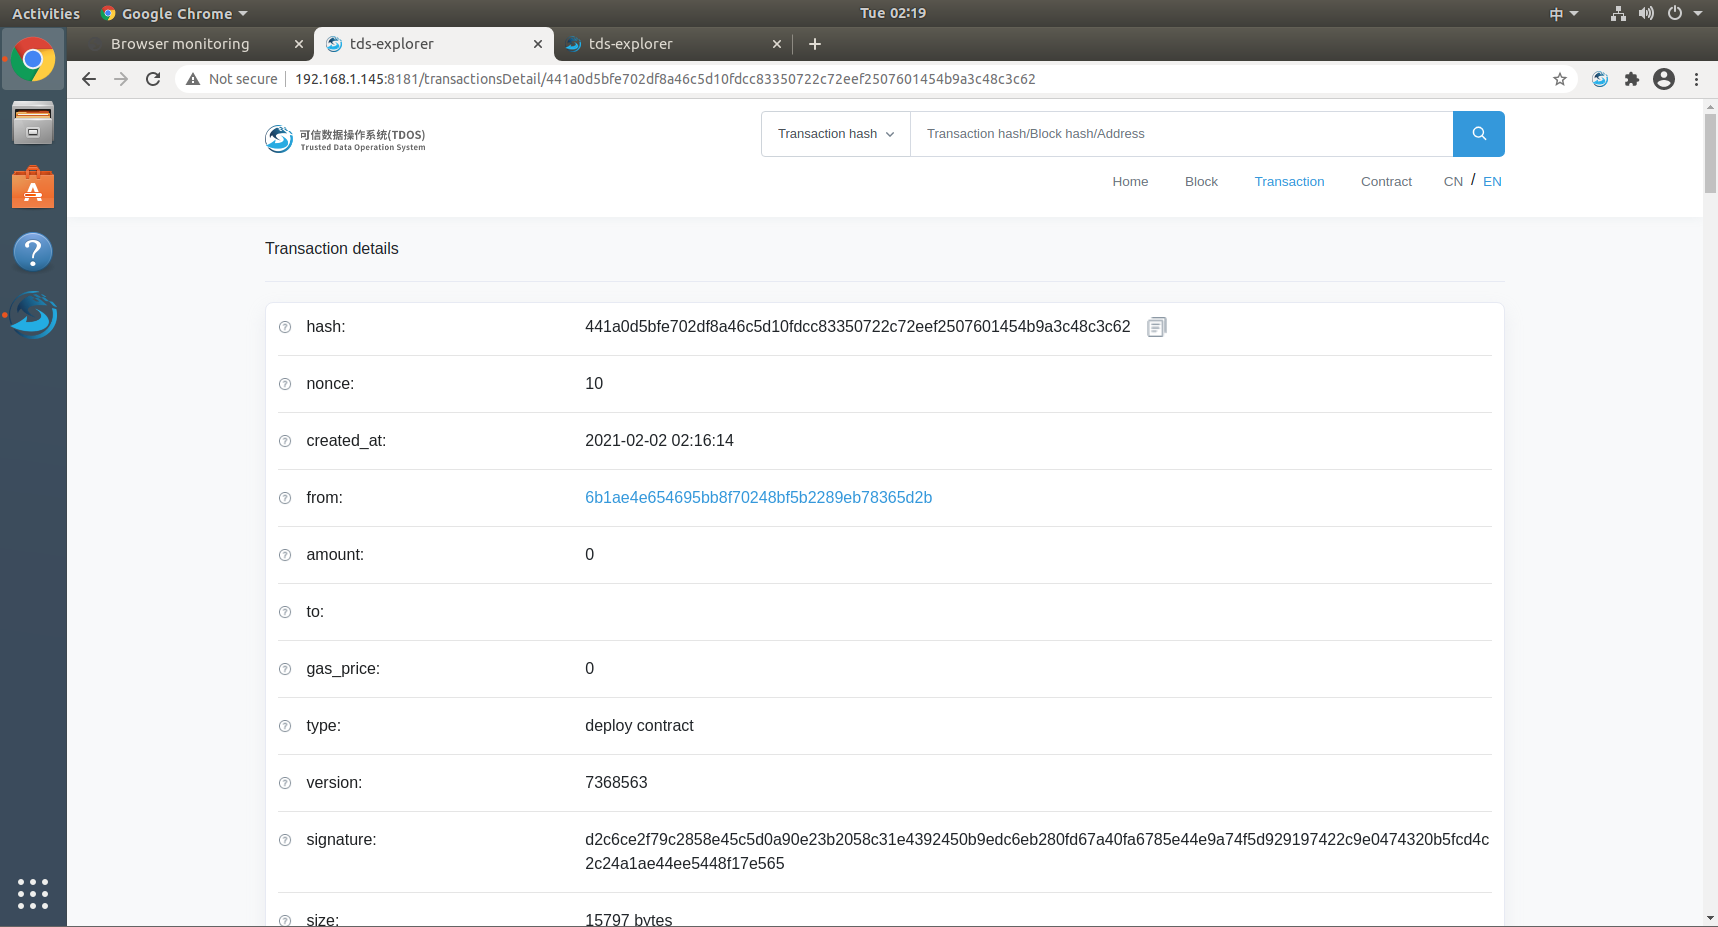 Activities
Google Chrome
Tue 02:19
中
Browser monitoring
tds-explorer
tds-explorer
Not secure
192.168.1.145:8181/transactionsDetail/441a0d5bfe702df8a46c5d10fdcc83350722c72eef2507601454b9a3c48c3c62
可信数据操作系统(TDOS)
Trusted Data Operation System
Transaction hash
Transaction hash/Block hash/Address
Home
Block
Transaction
Contract
CN / EN
Transaction details
hash: 441a0d5bfe702df8a46c5d10fdcc83350722c72eef2507601454b9a3c48c3c62
nonce: 10
created_at: 2021-02-02 02:16:14
from: 6b1ae4e654695bb8f70248bf5b2289eb78365d2b
amount: 0
to:
gas_price: 0
type: deploy contract
version: 7368563
signature: d2c6ce2f79c2858e45c5d0a90e23b2058c31e4392450b9edc6eb280fd67a40fa6785e44e9a74f5d929197422c9e0474320b5fcd4c
2c24a1ae44ee5448f17e565
size: 15797 bytes